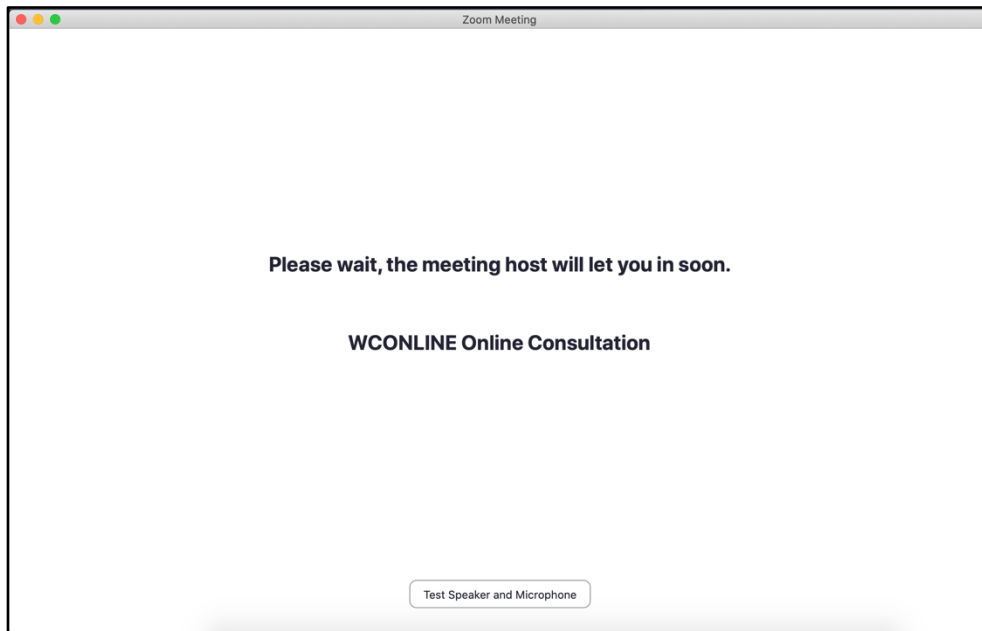 Zoom Meeting
Please wait, the meeting host will let you in soon.
WCONLINE Online Consultation
Test Speaker and Microphone